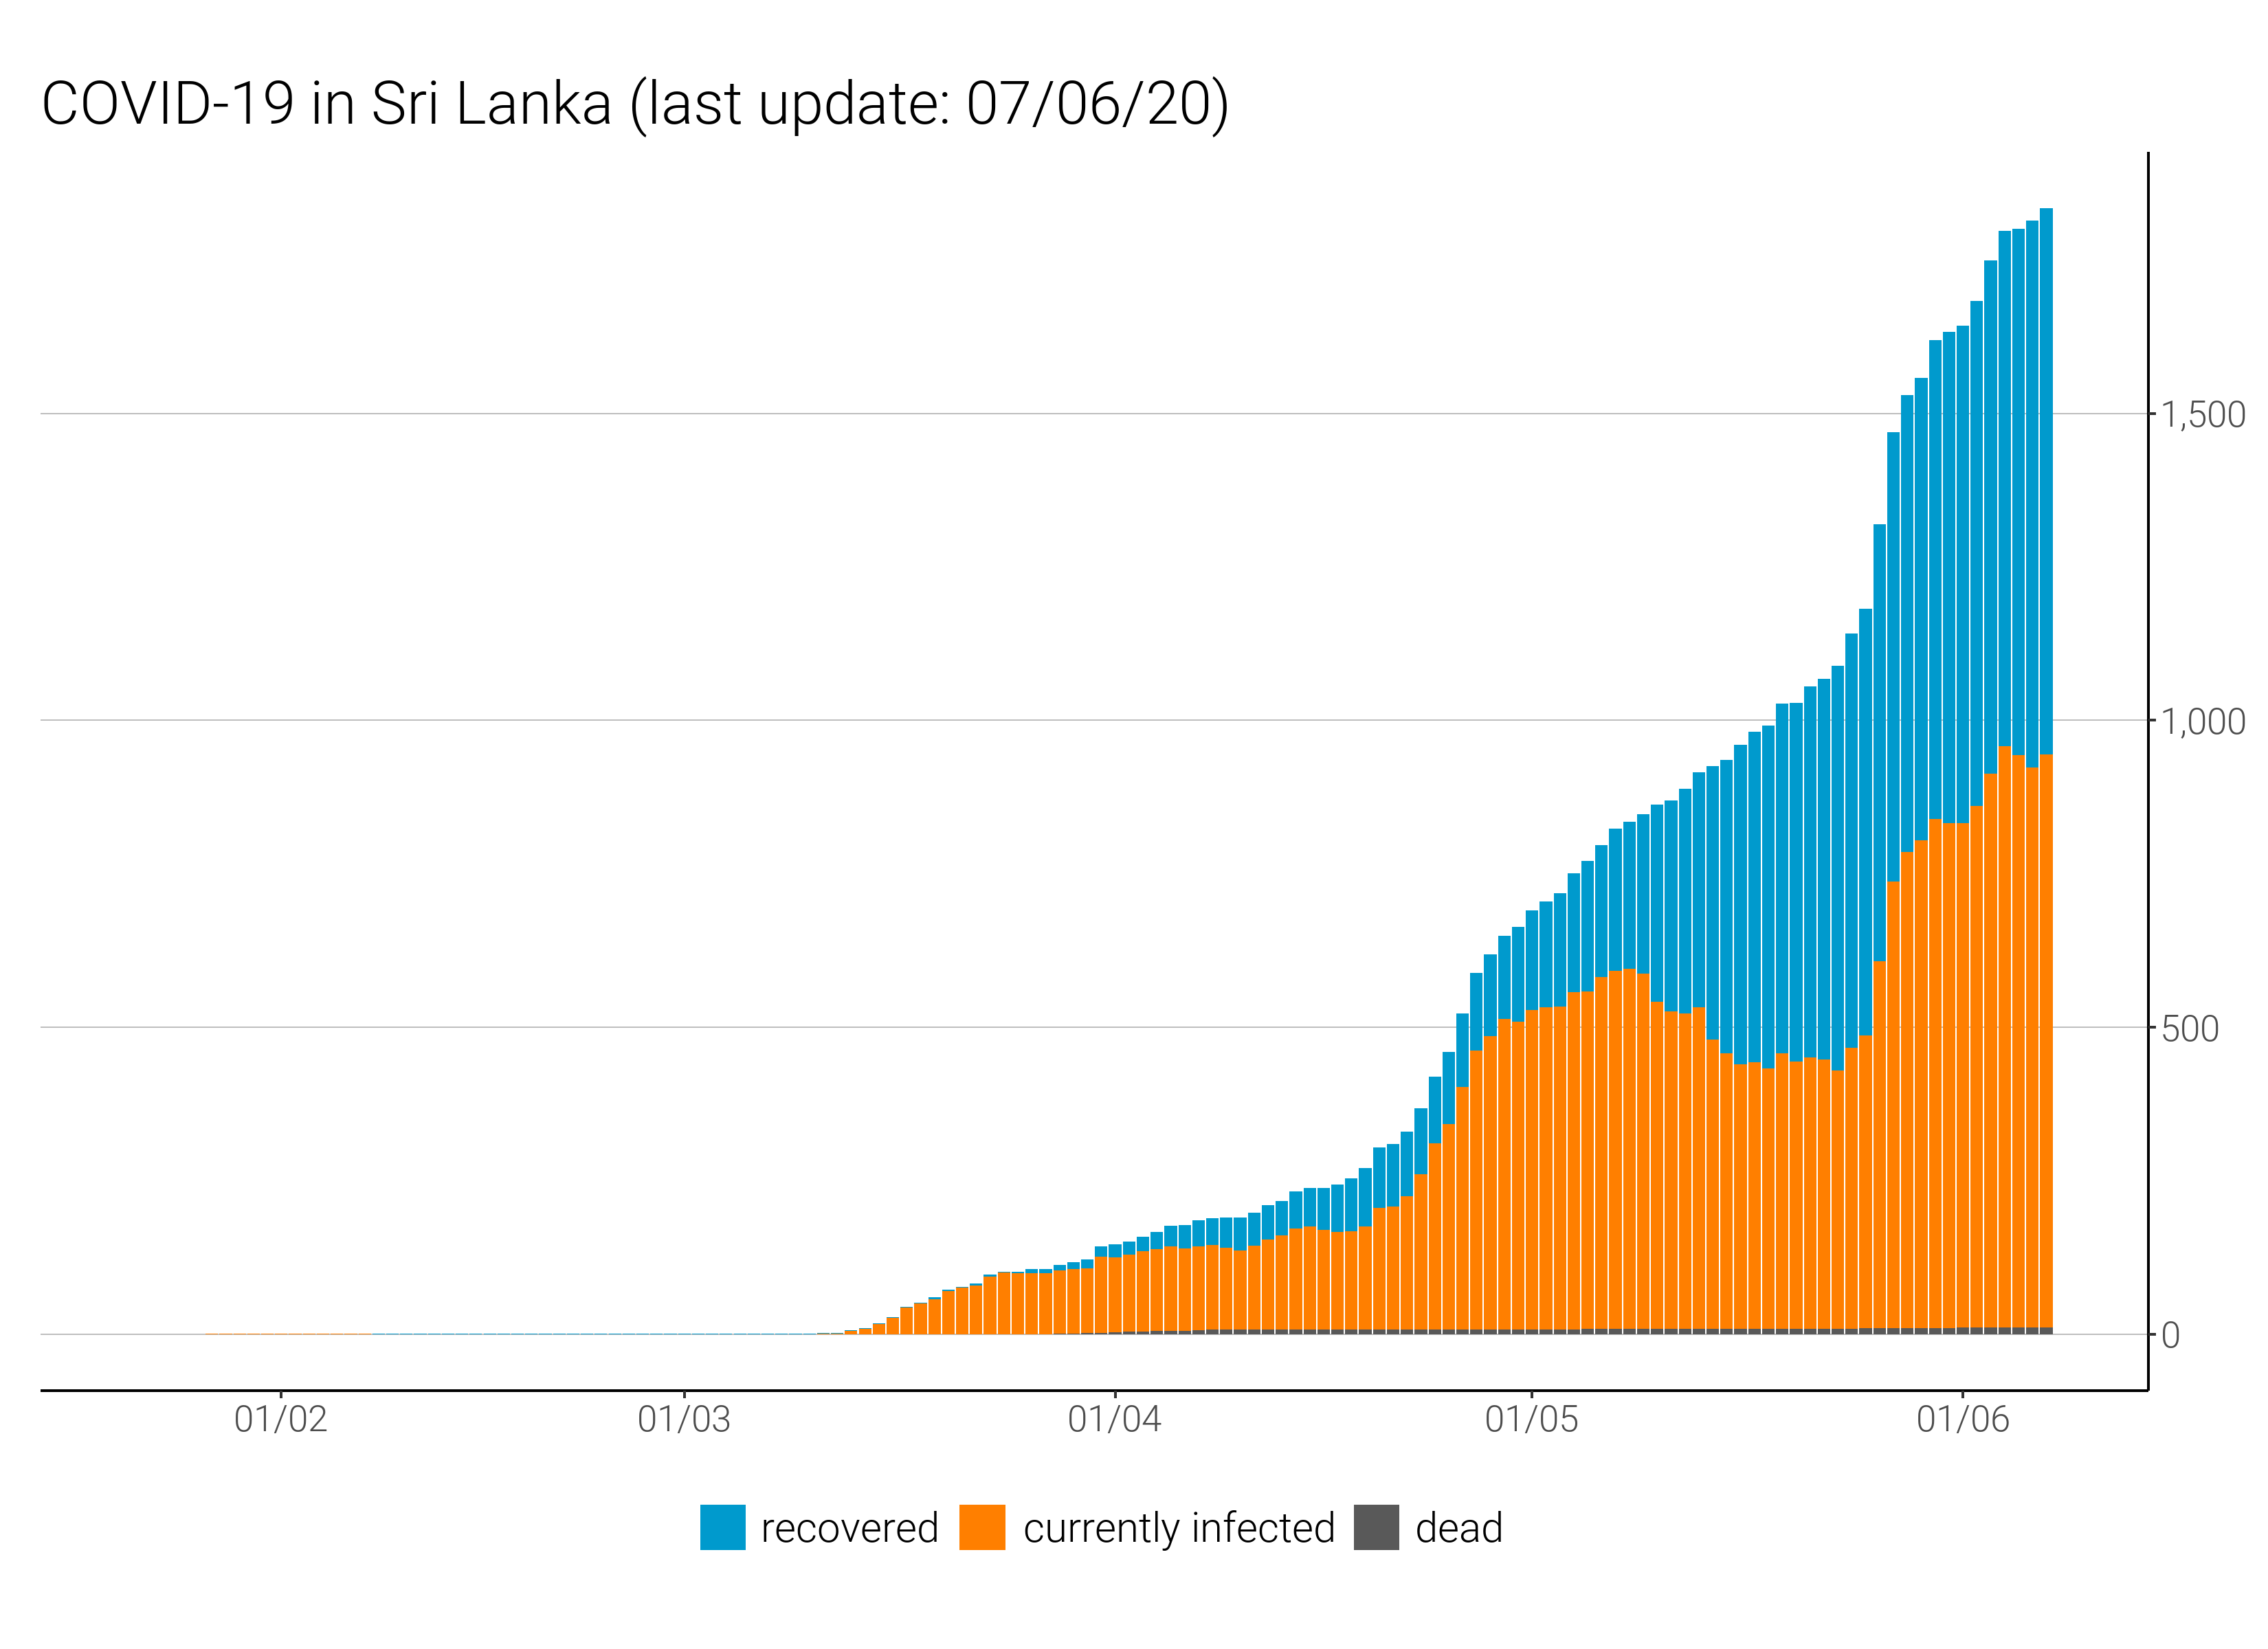 COVID-19 in Sri Lanka (last update: 07/06/20)
1,500
1,000
500
0
01/02 01/03 01/04 01/05 01/06
recovered currently infected dead